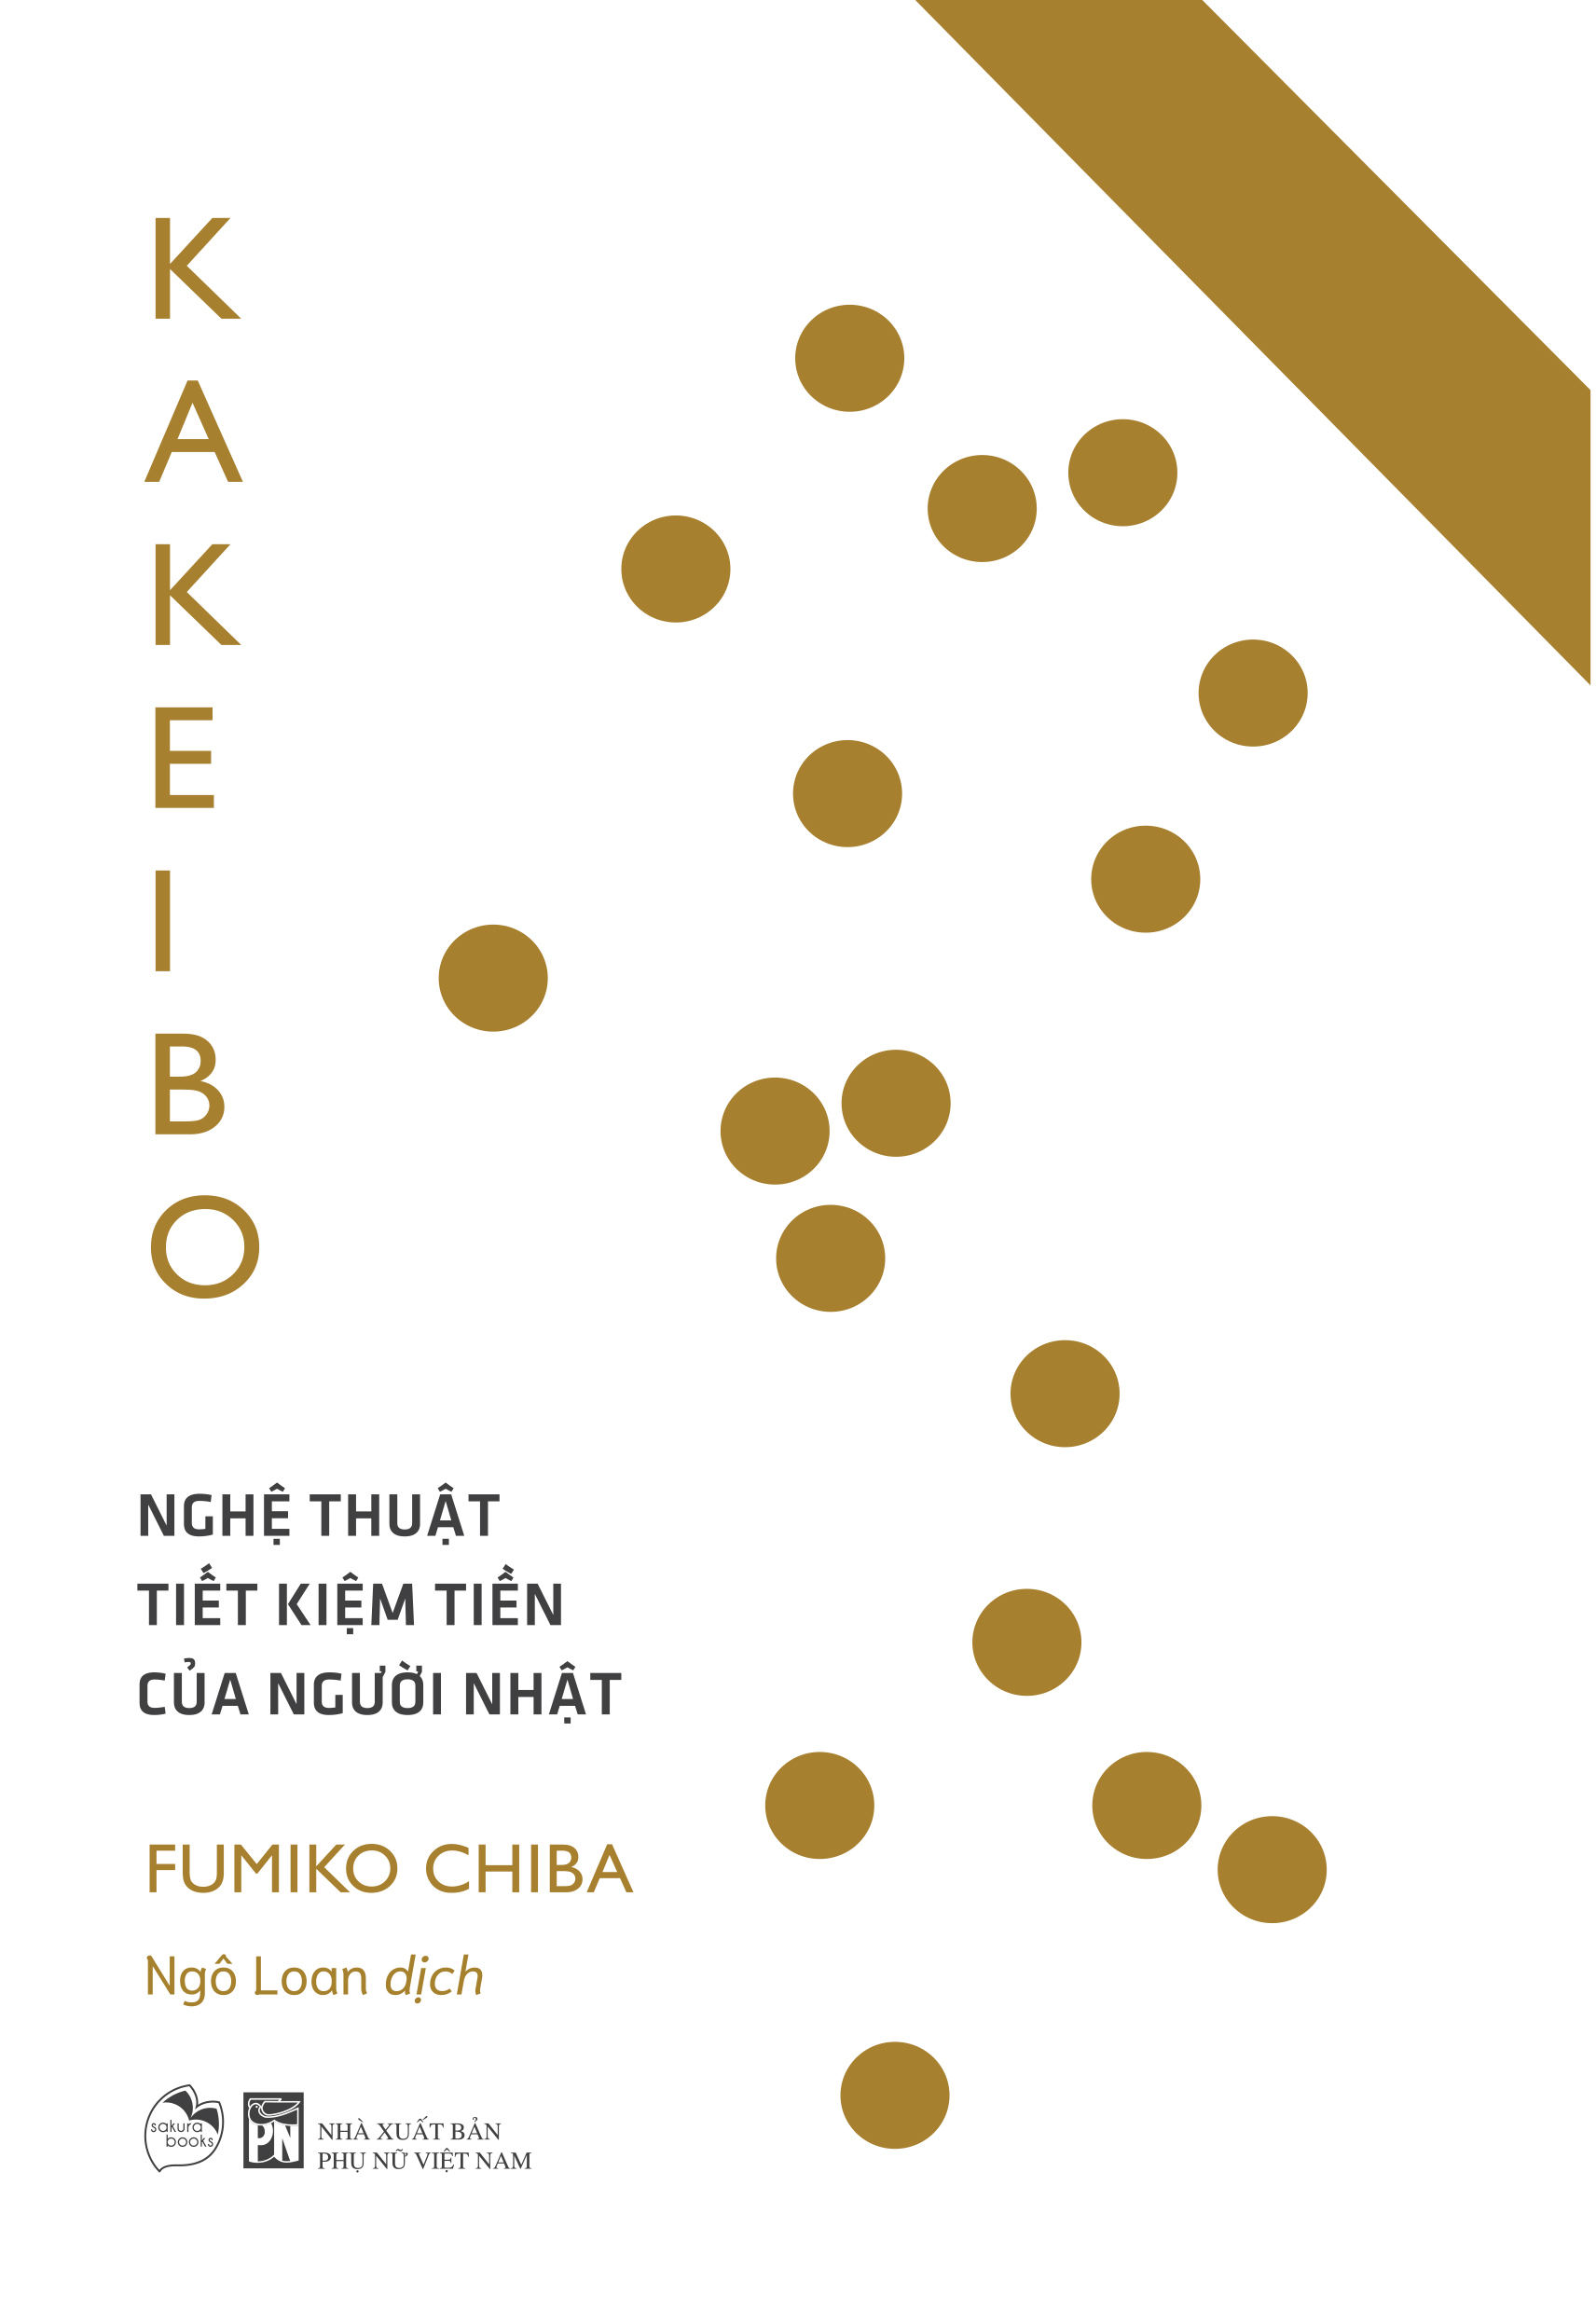 KAKEIBO
NGHỆ THUẬT
TIẾT KIỆM TIỀN
CỦA NGƯỜI NHẬT
FUMIKO CHIBA
Ngô Loan dịch
sakura
books
PN
NHÀ XUẤT BẢN
PHỤ NỮ VIỆT NAM